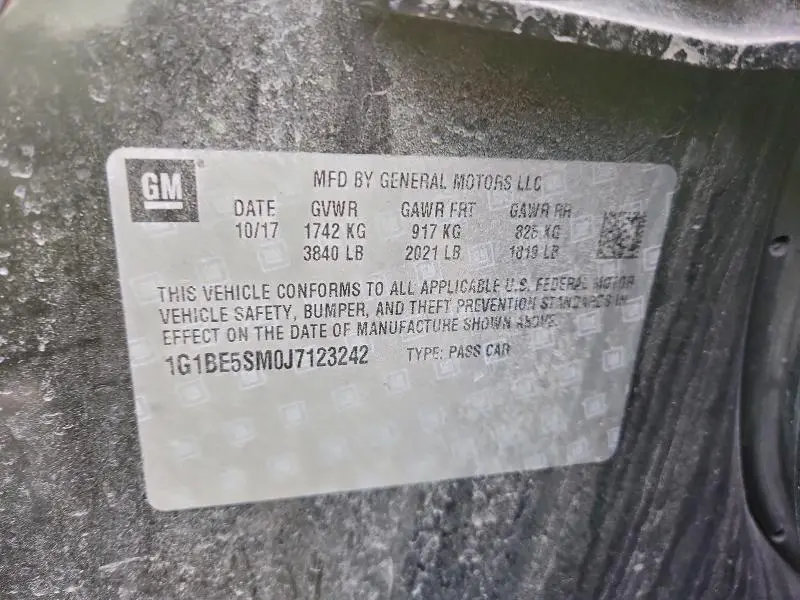 GM
MFD BY GENERAL MOTORS LLC
DATE GVWR GAWR FRT GAWR RR
10/17 1742 KG 917 KG 825 KG
3840 LB 2021 LB 1819 LB
THIS VEHICLE CONFORMS TO ALL APPLICABLE U.S. FEDERAL MOTOR
VEHICLE SAFETY, BUMPER, AND THEFT PREVENTION STANDARDS IN
EFFECT ON THE DATE OF MANUFACTURE SHOWN ABOVE.
1G1BE5SM0J7123242 TYPE: PASS CAR